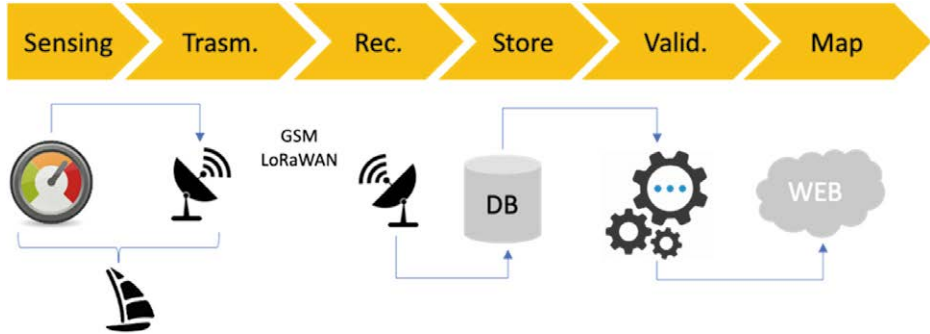 Sensing
Trasm.
Rec.
Store
Valid.
Map
GSM
LoRaWAN
DB
WEB